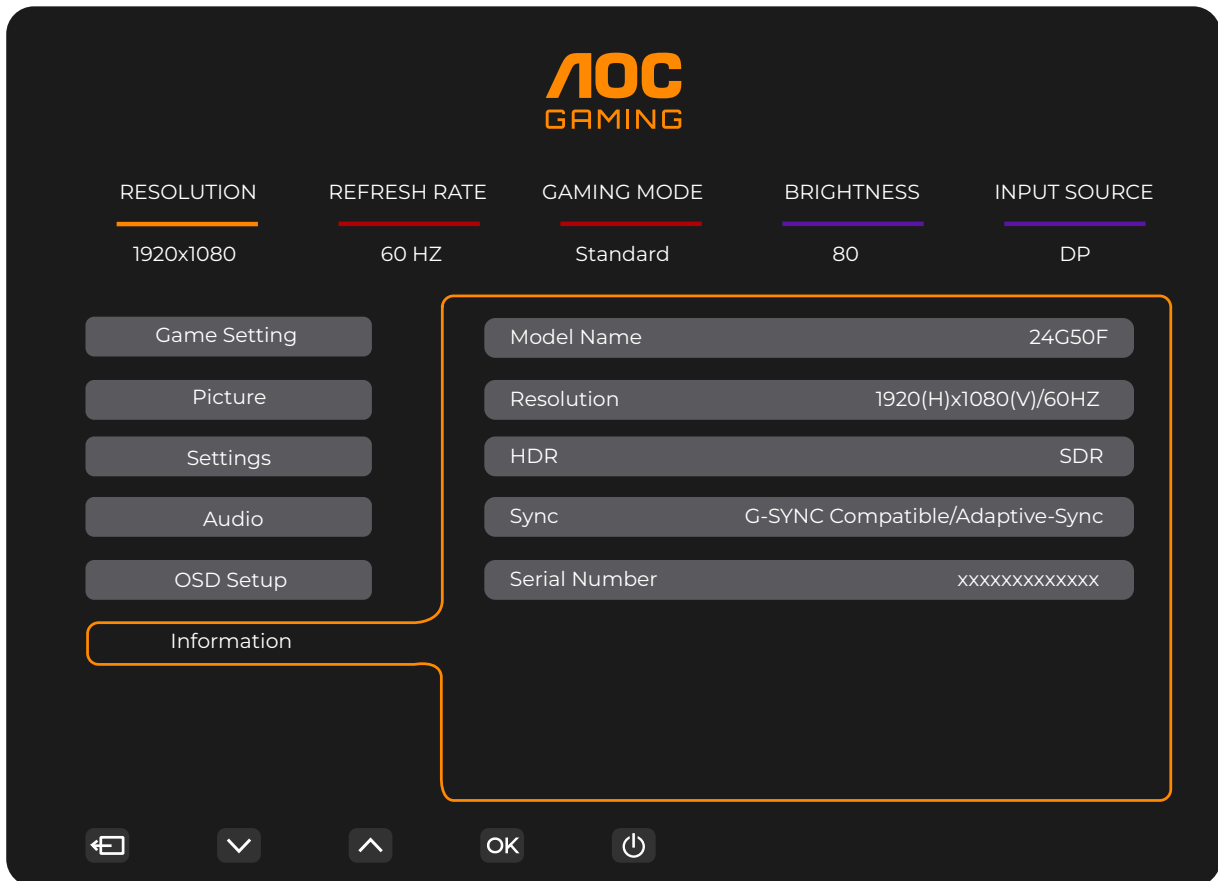 AOC
GAMING
RESOLUTION REFRESH RATE GAMING MODE BRIGHTNESS INPUT SOURCE
1920x1080 60 HZ Standard 80 DP
Game Setting Model Name 24G50F
Picture Resolution 1920(H)x1080(V)/60HZ
Settings HDR SDR
Audio Sync G-SYNC Compatible/Adaptive-Sync
OSD Setup Serial Number xxxxxxxxxxxxx
Information
OK